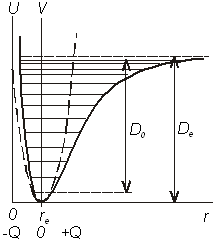 U V
D₀ Dₑ
0 rₑ r
-Q 0 +Q